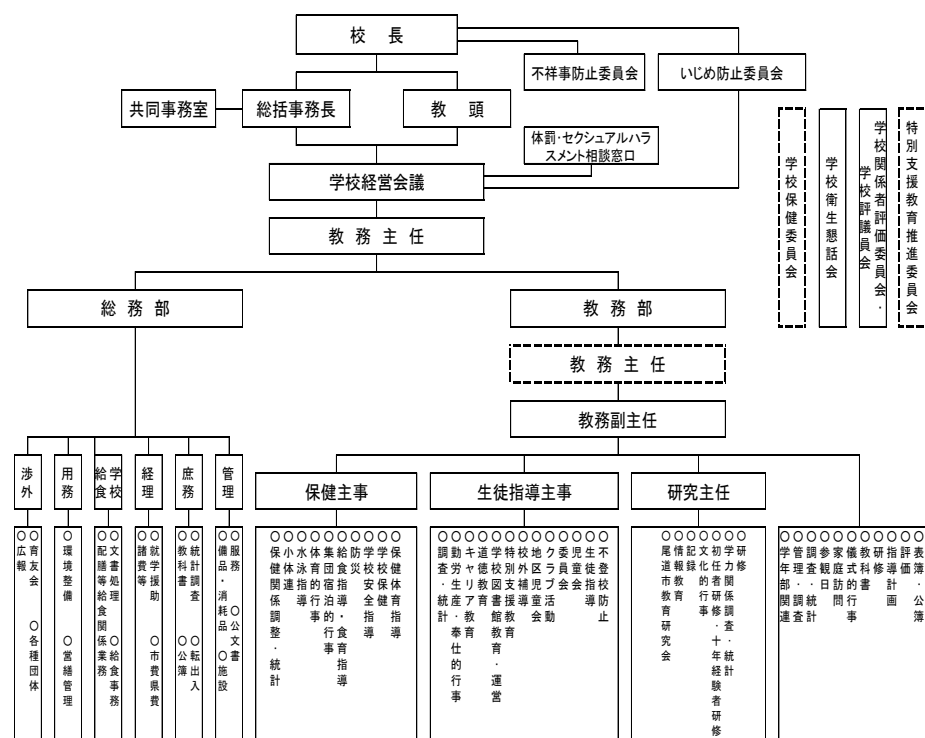 校長
不祥事防止委員会
いじめ防止委員会
共同事務室
総括事務長
教頭
体罰・セクシュアルハラ
スメント相談窓口
学校経営会議
教務主任
学校保健委員会
学校衛生懇話会
学校関係者評価委員会・
学校評議員会
特別支援教育推進委員会
総務部
教務部
教務主任
教務副主任
渉外
用務
学校
給食
経理
庶務
管理
保健主事
生徒指導主事
研究主任
○育友会 ○各種団体
○広報
○環境整備 ○営繕管理
○文書処理 ○給食事務
○配膳等給食関係業務
○就学援助 ○市費県費
○諸費等
○統計調査 ○転出入
○教科書 ○公簿
○服務 ○公文書
○備品・消耗品 ○施設
○保健体育指導
○学校保健
○学校安全指導
○防災
○給食指導・食育指導
○集団宿泊的行事
○体育的行事
○水泳指導
○小体連
○保健関係調整・統計
○不登校防止
○生徒指導
○児童会
○委員会
○クラブ活動
○地区児童会
○校外補導
○特別支援教育
○学校図書館教育・運営
○道徳教育
○キャリア教育
○勤労生産・奉仕的行事
○調査・統計
○研修
○学力関係調査・統計
○初任者研修・十年経験者研修
○文化的行事
○記録
○情報教育
○尾道市教育研究会
○表簿・公簿
○評価
○指導計画
○研修
○儀式的行事
○教科書
○家庭訪問
○参観日
○調査・統計
○管理・調査
○学年部関連